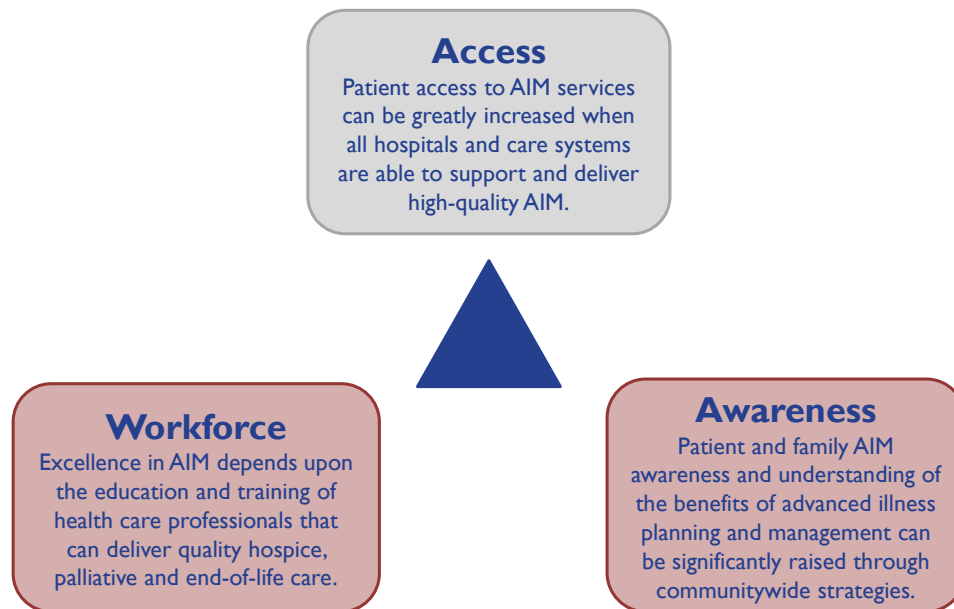 Access
Patient access to AIM services
can be greatly increased when
all hospitals and care systems
are able to support and deliver
high-quality AIM.
Workforce
Excellence in AIM depends upon
the education and training of
health care professionals that
can deliver quality hospice,
palliative and end-of-life care.
Awareness
Patient and family AIM
awareness and understanding of
the benefits of advanced illness
planning and management can
be significantly raised through
communitywide strategies.